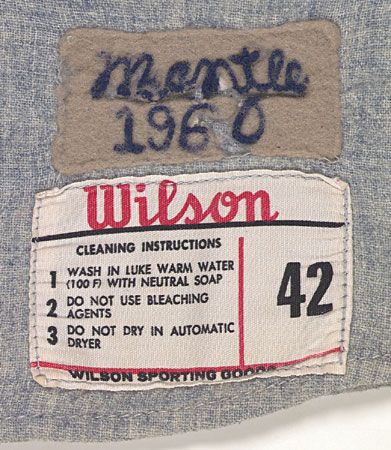 Mantle
1960
Wilson
CLEANING INSTRUCTIONS
1 WASH IN LUKE WARM WATER
(100 F) WITH NEUTRAL SOAP
2 DO NOT USE BLEACHING
AGENTS
3 DO NOT DRY IN AUTOMATIC
DRYER
42
WILSON SPORTING GOODS